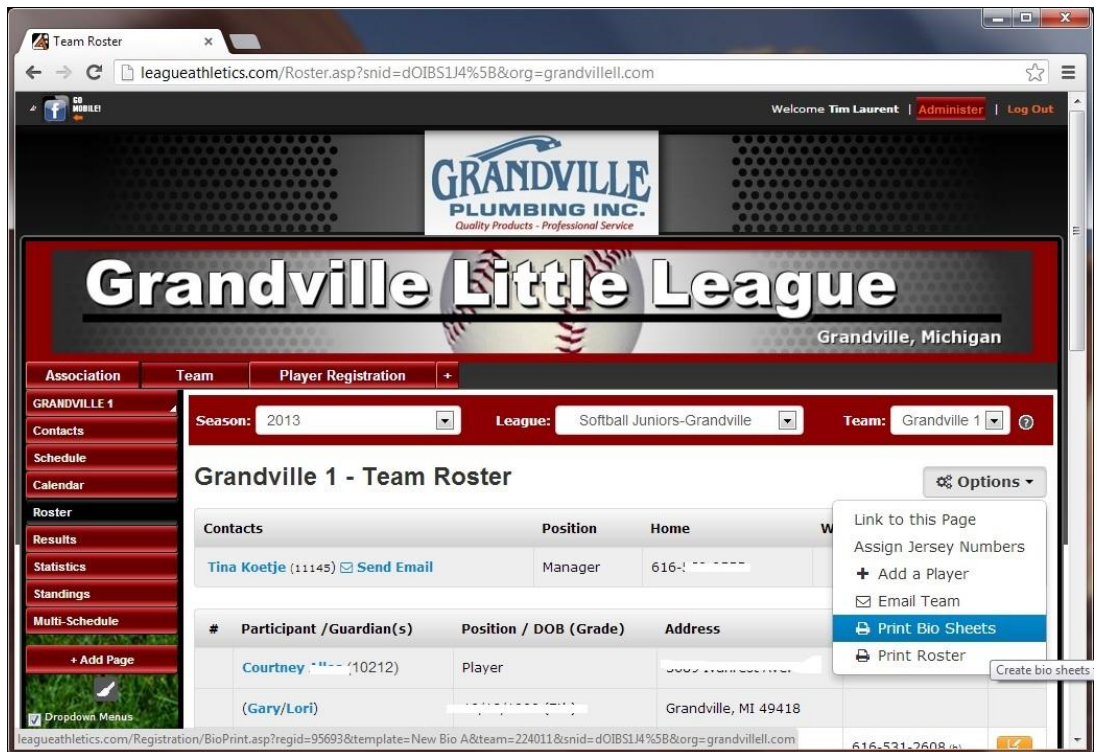 Team Roster
leagueathletics.com/Roster.asp?snid=dOIBS1J4%5B&org=grandvillell.com
GO MOBILE!
Welcome Tim Laurent | Administer | Log Out
GRANDVILLE
PLUMBING INC.
Quality Products - Professional Service
Grandville Little League
Grandville, Michigan
Association Team Player Registration +
GRANDVILLE 1
Contacts
Schedule
Calendar
Roster
Results
Statistics
Standings
Multi-Schedule
+ Add Page
Dropdown Menus
Season: 2013 League: Softball Juniors-Grandville Team: Grandville 1
Grandville 1 - Team Roster
Options
Link to this Page
Assign Jersey Numbers
+ Add a Player
Email Team
Print Bio Sheets
Print Roster
Create bio sheets
Contacts Position Home W
Tina Koetje (11145) Send Email Manager 616-
# Participant /Guardian(s) Position / DOB (Grade) Address
Courtney (10212) Player
(Gary/Lori) Grandville, MI 49418
616-531-2608 (h)
leagueathletics.com/Registration/BioPrint.asp?regid=95693&template=New Bio A&team=224011&snid=dOIBS1J4%5B&org=grandvillell.com